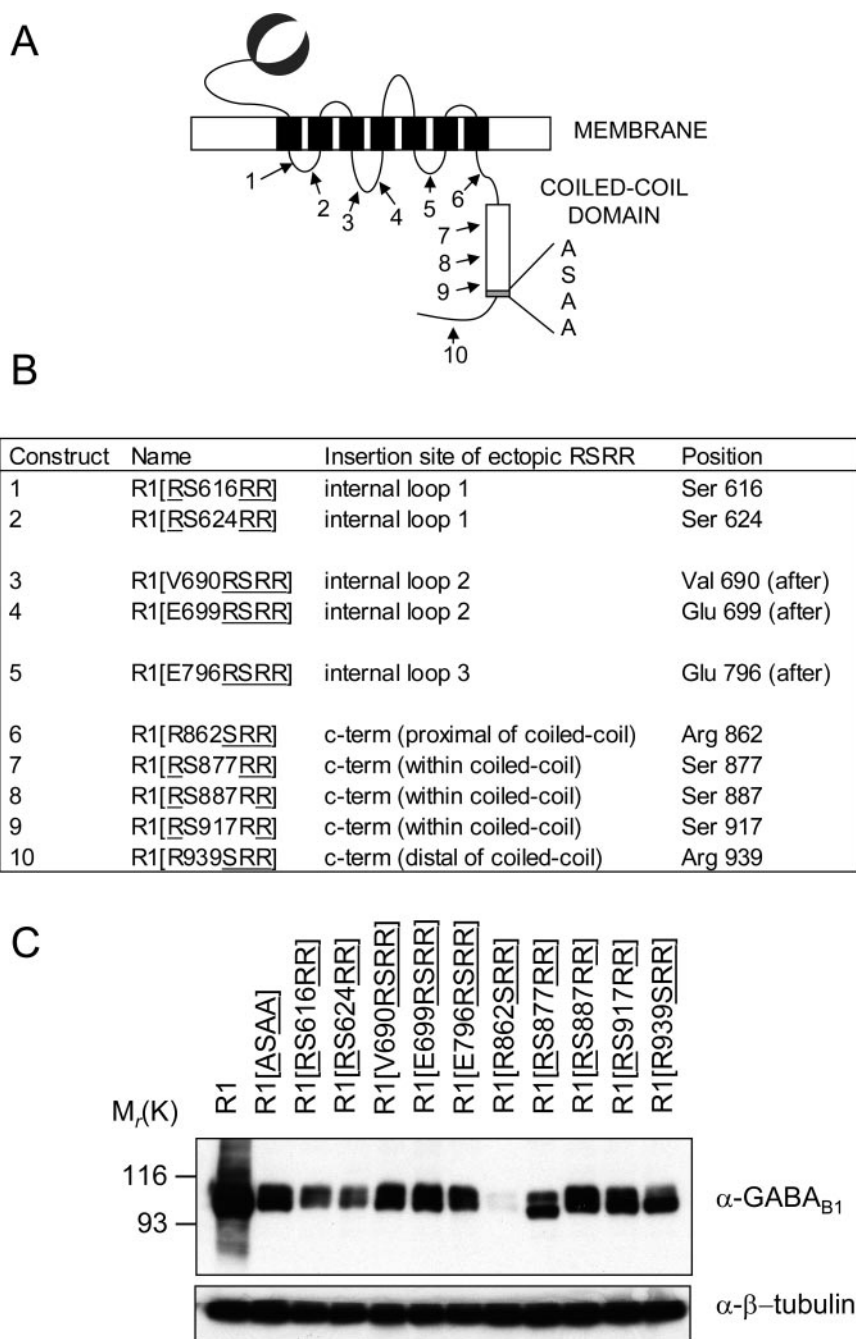 A
MEMBRANE
1
2
3
4
5
6
COILED-COIL
DOMAIN
7
8
9
A
S
A
A
10
B
Construct Name Insertion site of ectopic RSRR Position
1 R1[RS616RR] internal loop 1 Ser 616
2 R1[RS624RR] internal loop 1 Ser 624
3 R1[V690RSRR] internal loop 2 Val 690 (after)
4 R1[E699RSRR] internal loop 2 Glu 699 (after)
5 R1[E796RSRR] internal loop 3 Glu 796 (after)
6 R1[R862SRR] c-term (proximal of coiled-coil) Arg 862
7 R1[RS877RR] c-term (within coiled-coil) Ser 877
8 R1[RS887RR] c-term (within coiled-coil) Ser 887
9 R1[RS917RR] c-term (within coiled-coil) Ser 917
10 R1[R939SRR] c-term (distal of coiled-coil) Arg 939
C
R1
R1[ASAA]
R1[RS616RR]
R1[RS624RR]
R1[V690RSRR]
R1[E699RSRR]
R1[E796RSRR]
R1[R862SRR]
R1[RS877RR]
R1[RS887RR]
R1[RS917RR]
R1[R939SRR]
Mr(K)
116
93
α-GABAB1
α-β–tubulin